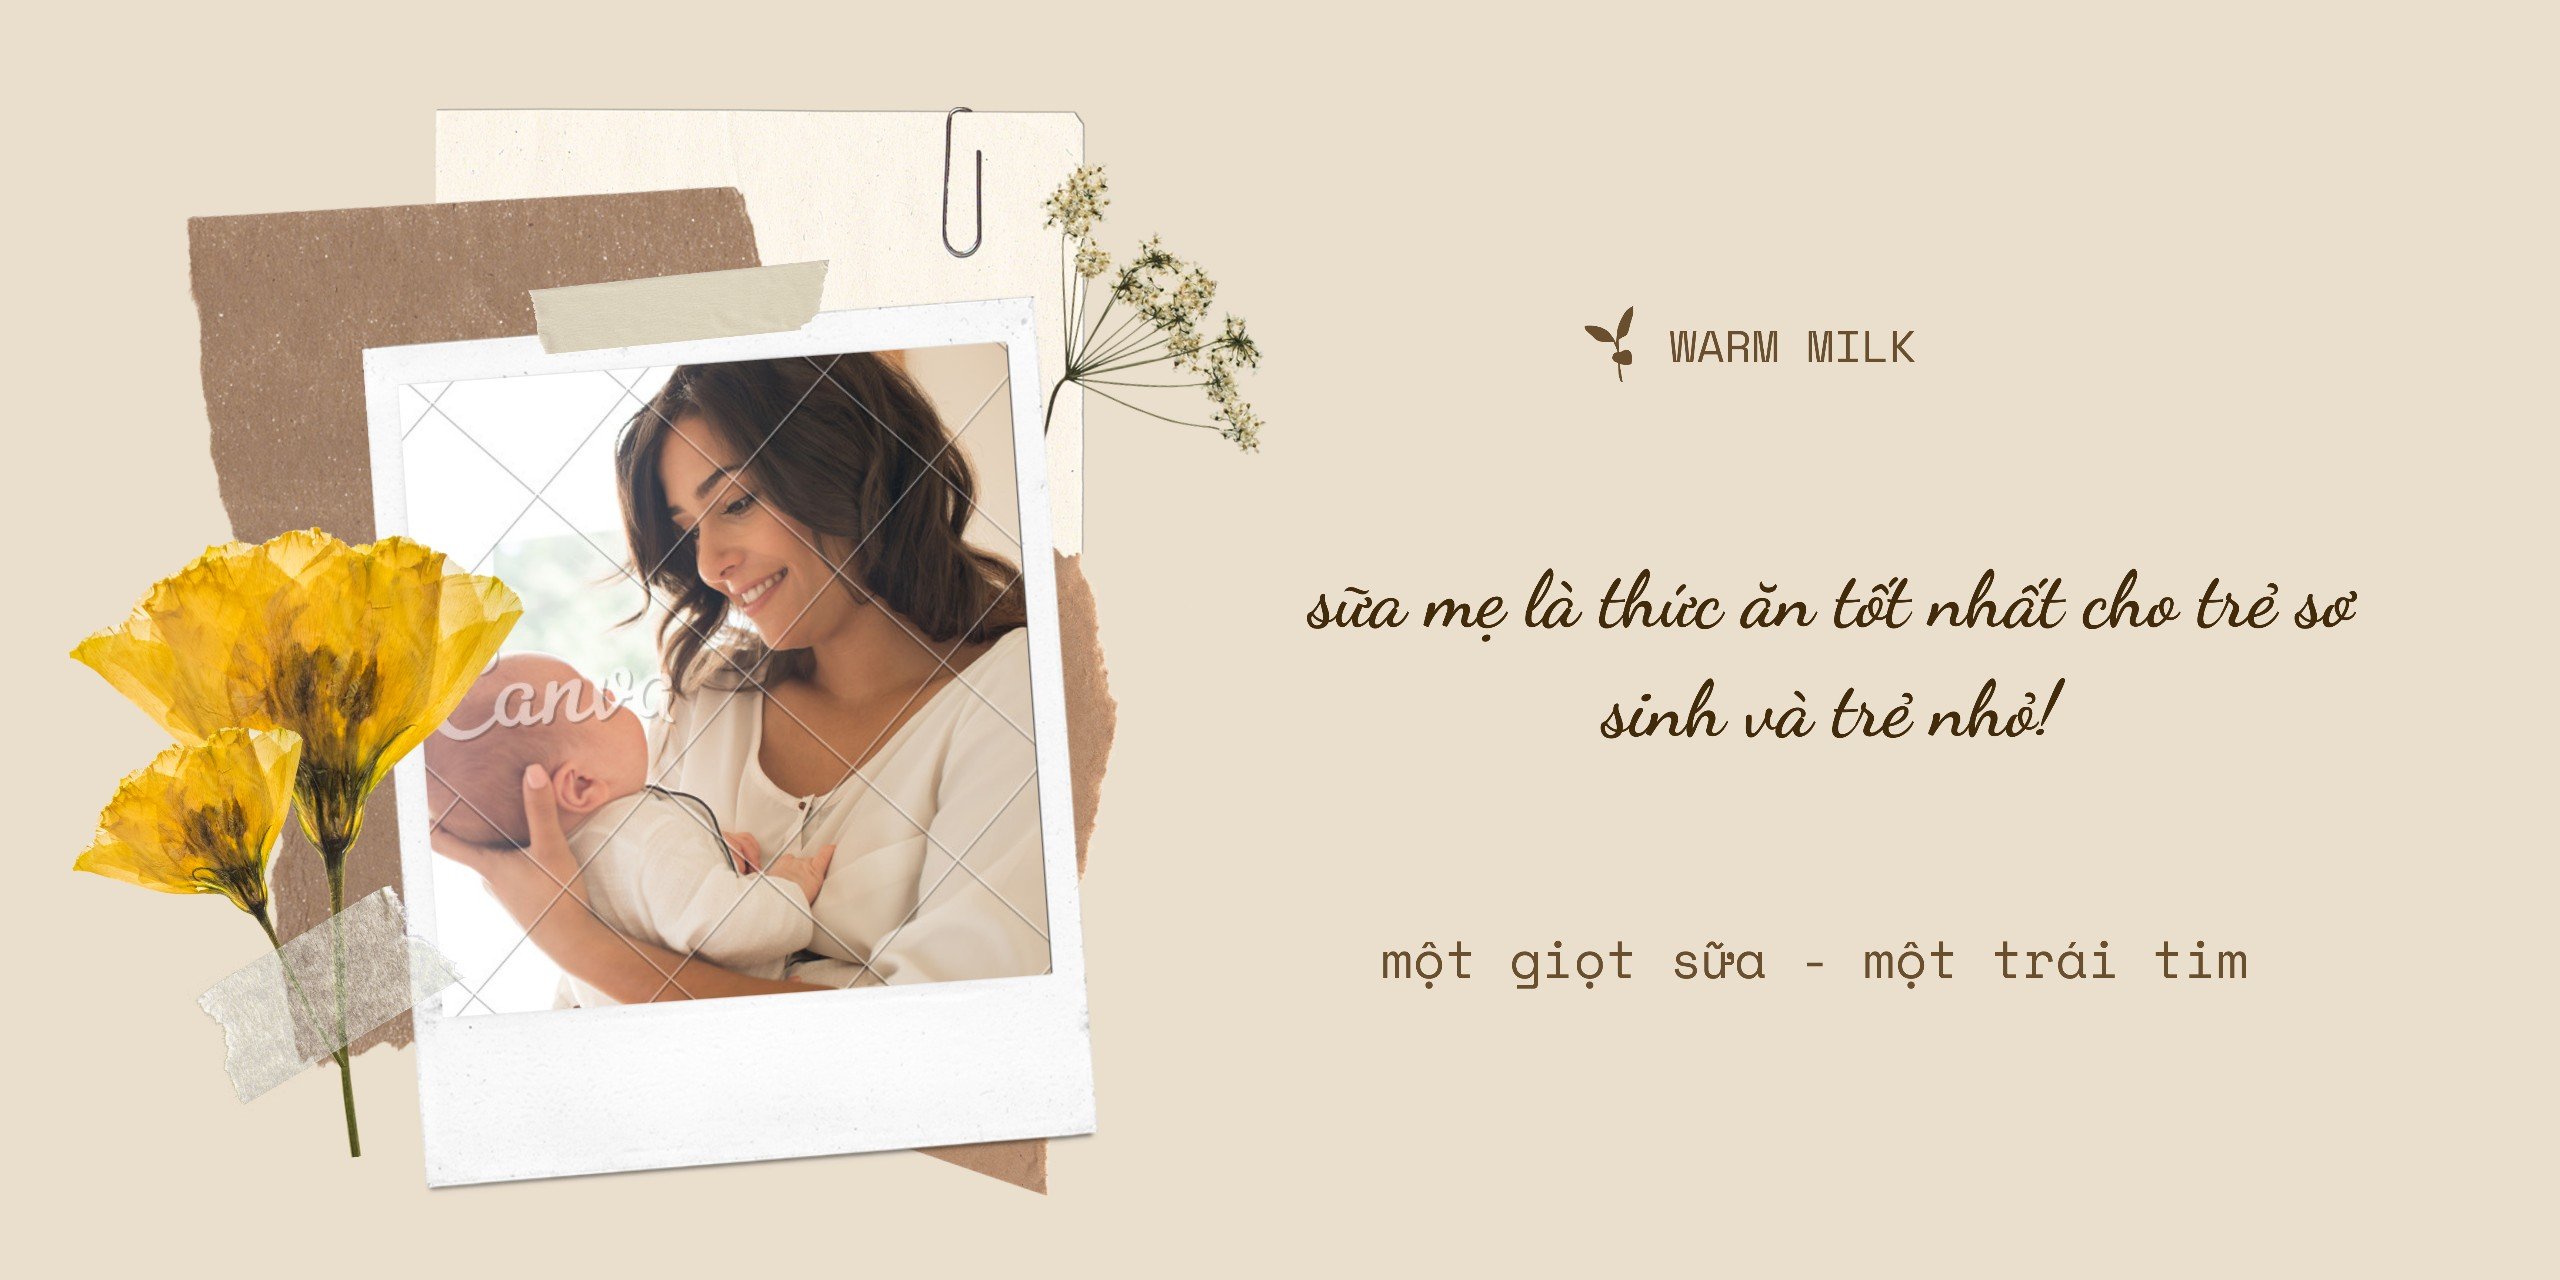 WARM MILK
sữa mẹ là thức ăn tốt nhất cho trẻ sơ
sinh và trẻ nhỏ!
một giọt sữa - một trái tim
Canva